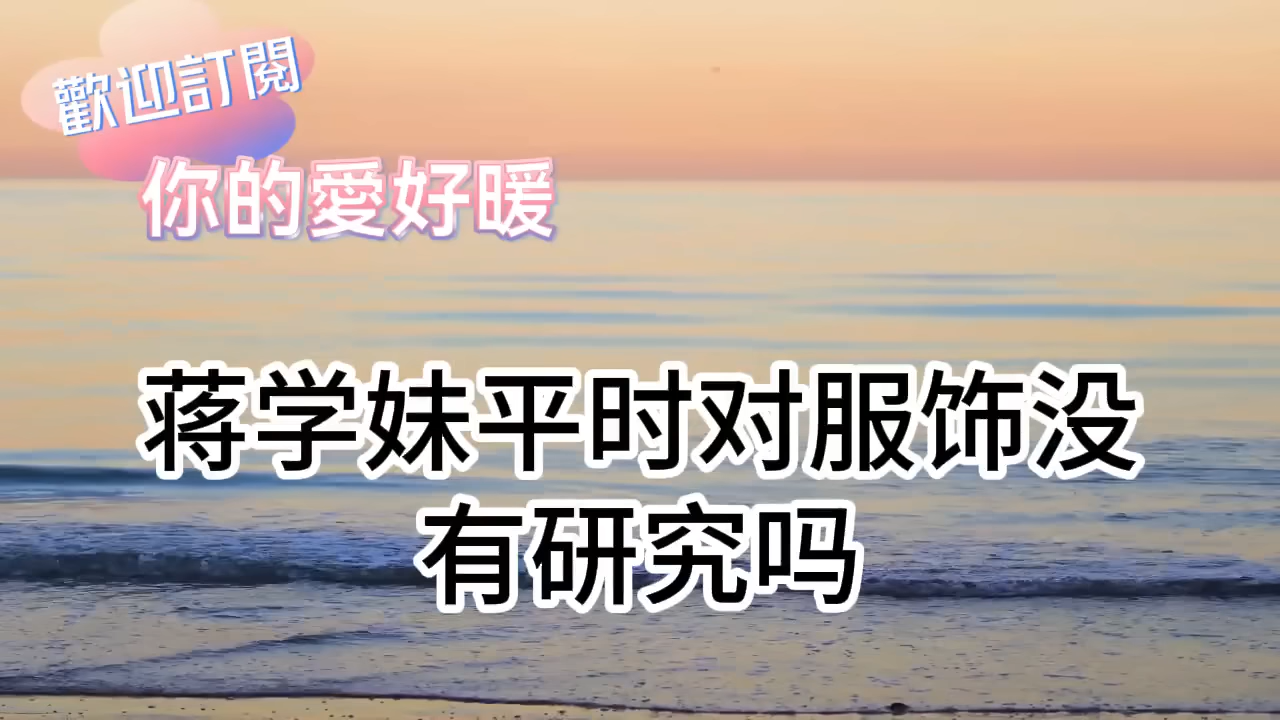 歡迎訂閱
你的愛好暖
蒋学妹平时对服饰没
有研究吗